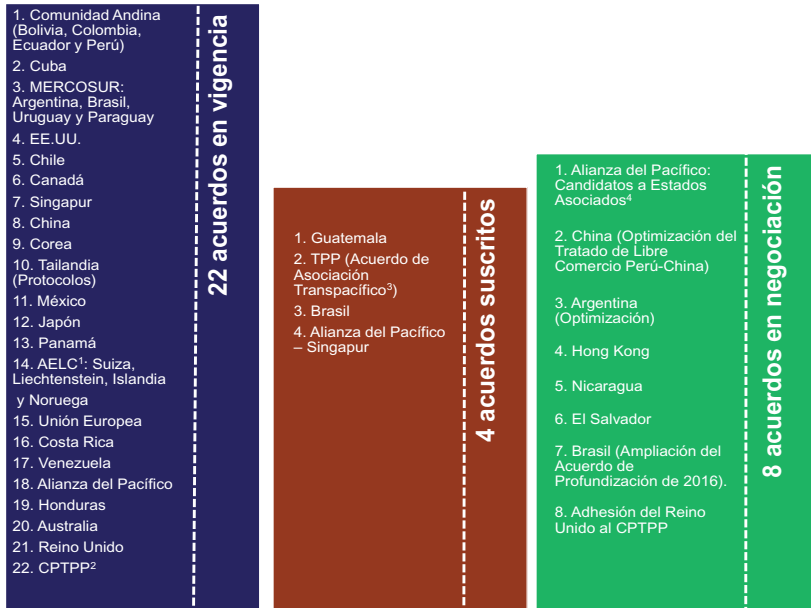 1. Comunidad Andina
(Bolivia, Colombia,
Ecuador y Perú)
2. Cuba
3. MERCOSUR:
Argentina, Brasil,
Uruguay y Paraguay
4. EE.UU.
5. Chile
6. Canadá
7. Singapur
8. China
9. Corea
10. Tailandia
(Protocolos)
11. México
12. Japón
13. Panamá
14. AELC¹: Suiza,
Liechtenstein, Islandia
y Noruega
15. Unión Europea
16. Costa Rica
17. Venezuela
18. Alianza del Pacífico
19. Honduras
20. Australia
21. Reino Unido
22. CPTPP²
22 acuerdos en vigencia
1. Guatemala
2. TPP (Acuerdo de
Asociación
Transpacífico³)
3. Brasil
4. Alianza del Pacífico
– Singapur
4 acuerdos suscritos
1. Alianza del Pacífico:
Candidatos a Estados
Asociados⁴
2. China (Optimización del
Tratado de Libre
Comercio Perú-China)
3. Argentina
(Optimización)
4. Hong Kong
5. Nicaragua
6. El Salvador
7. Brasil (Ampliación del
Acuerdo de
Profundización de 2016).
8. Adhesión del Reino
Unido al CPTPP
8 acuerdos en negociación